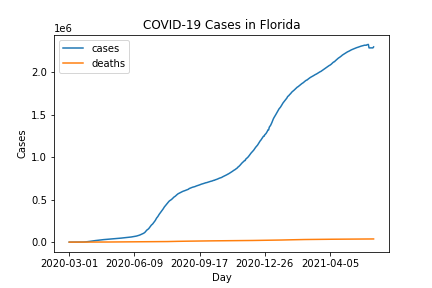 COVID-19 Cases in Florida
1e6
cases
deaths
2.0
1.5
1.0
0.5
0.0
Cases
2020-03-01 2020-06-09 2020-09-17 2020-12-26 2021-04-05
Day